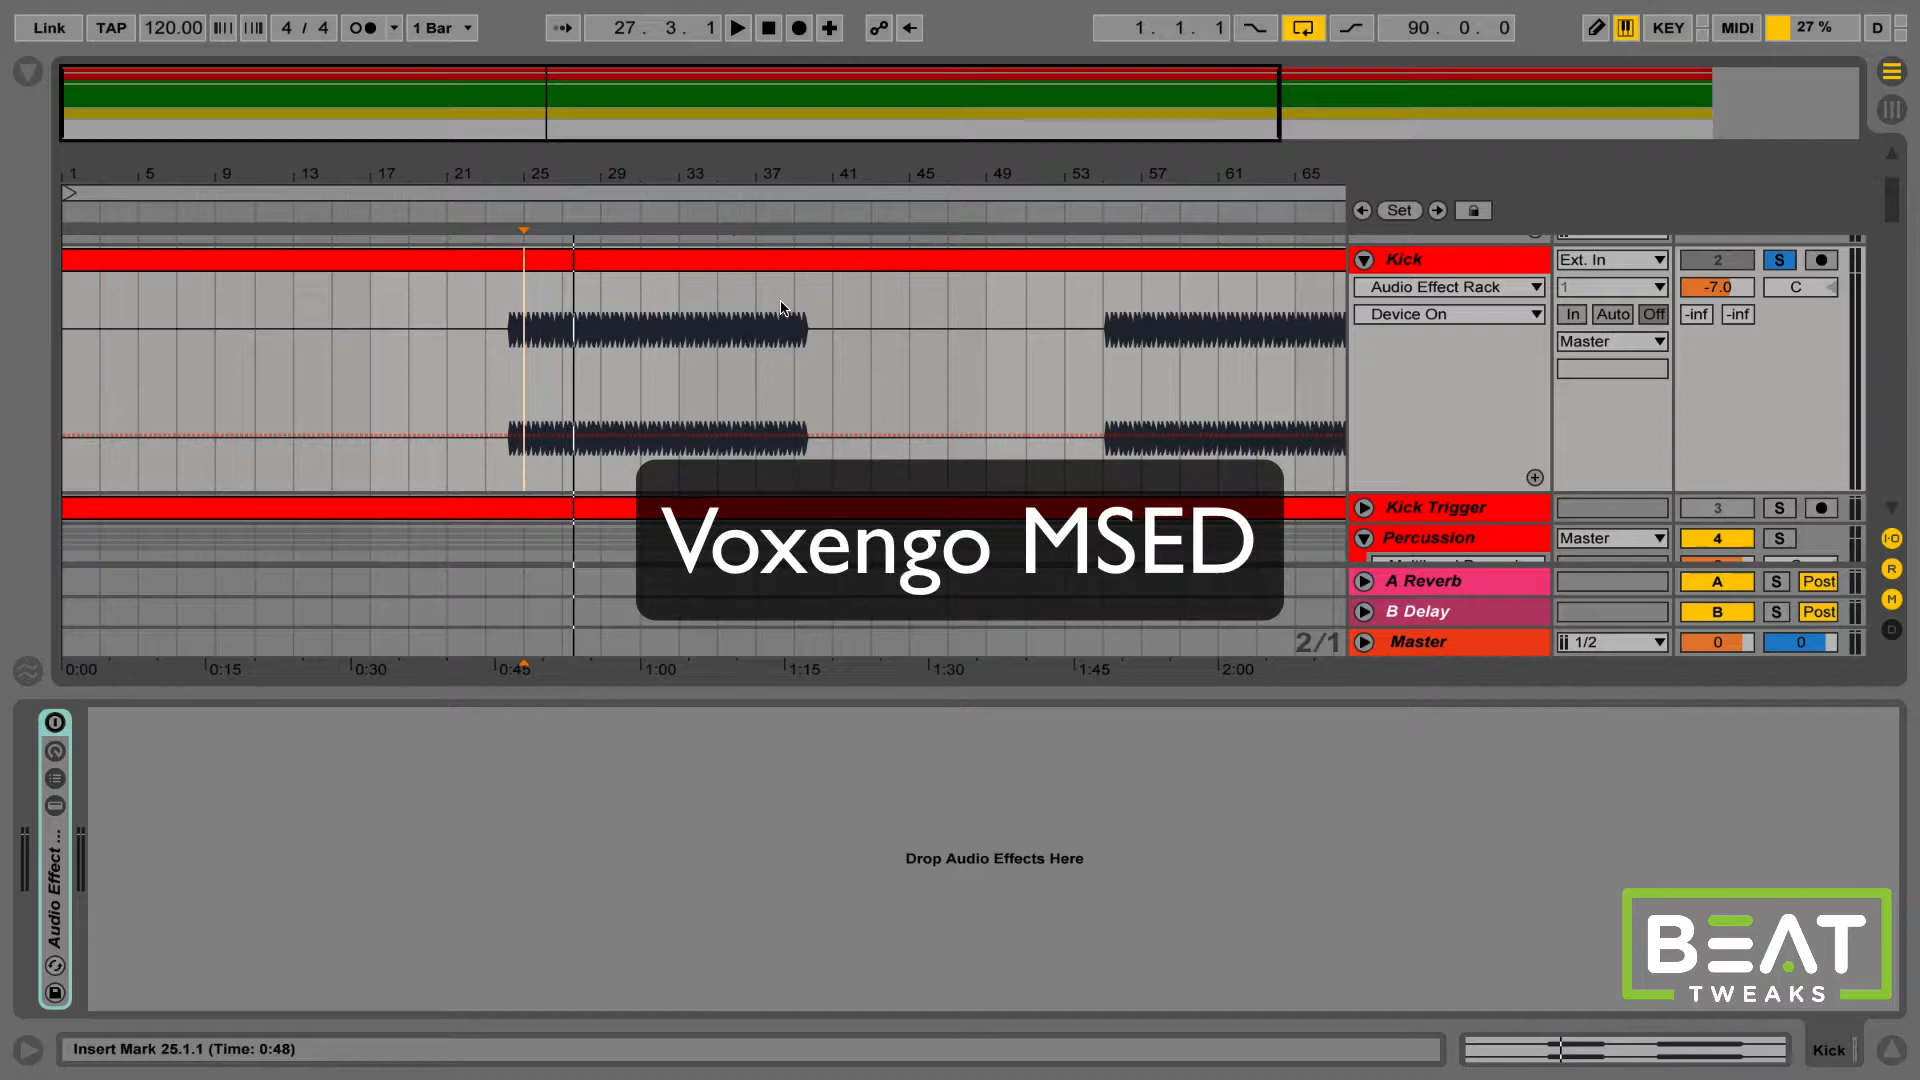 Link TAP 120.00 4 / 4 1 Bar 27. 3. 1 1. 1. 1 90. 0. 0 KEY MIDI 27 % D
1 5 9 13 17 21 25 29 33 37 41 45 49 53 57 61 65
Set
Kick Ext. In 2 S
Audio Effect Rack 1 -7.0 C
Device On In Auto Off -inf -inf
Master
Kick Trigger 3 S
Percussion Master 4 S
Voxengo MSED
A Reverb A S Post
B Delay B S Post
2/1 Master 1/2 0 0
0:00 0:15 0:30 0:45 1:00 1:15 1:30 1:45 2:00
I·O
R
M
D
Audio Effect ...
Drop Audio Effects Here
BEAT
TWEAKS
Insert Mark 25.1.1 (Time: 0:48)
Kick